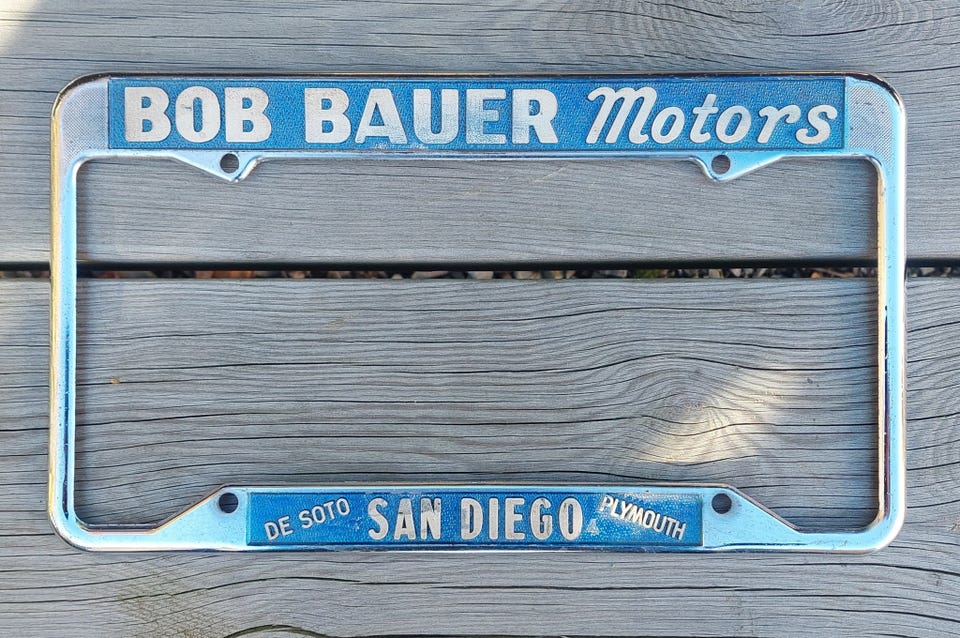 BOB BAUER Motors
DE SOTO SAN DIEGO PLYMOUTH